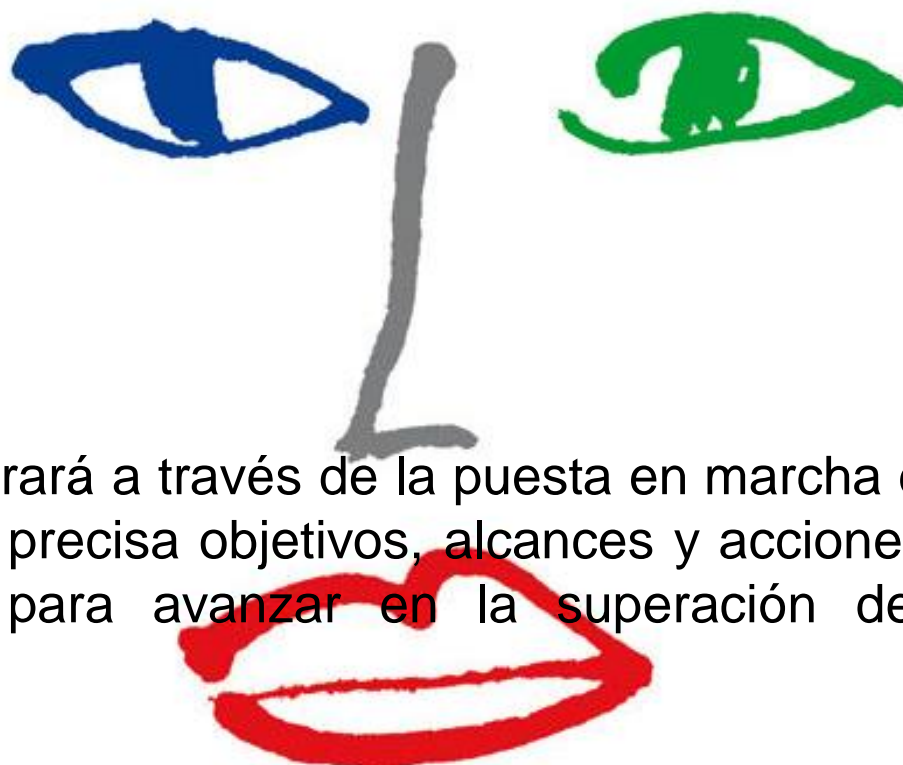 rará a través de la puesta en marcha
precisa objetivos, alcances y accione
para avanzar en la superación de